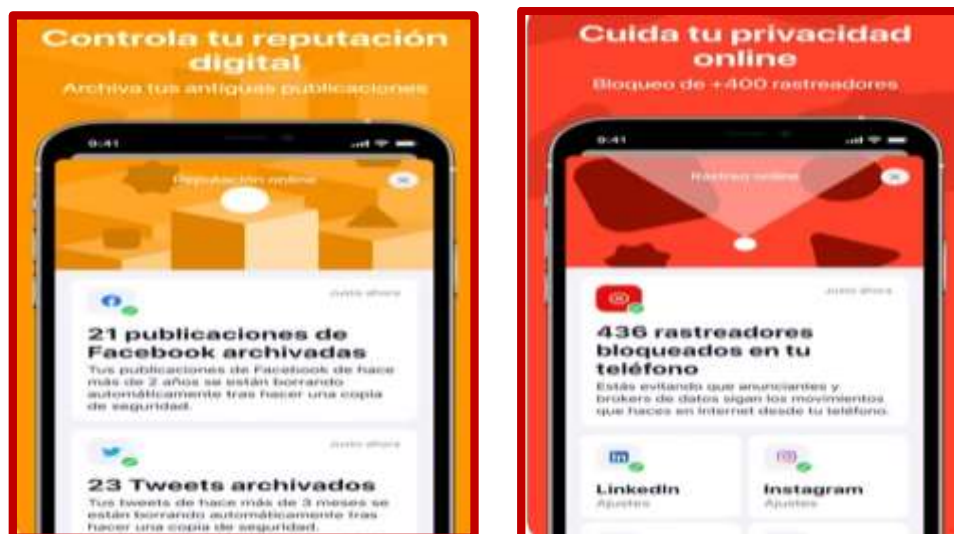 Controla tu reputación
digital
Archiva tus antiguas publicaciones
9:41
Reputación online
Justo ahora
21 publicaciones de
Facebook archivadas
Tus publicaciones de Facebook de hace
más de 2 años se están borrando
automáticamente tras hacer una copia
de seguridad.
Justo ahora
23 Tweets archivados
Tus tweets de hace más de 3 meses se
están borrando automáticamente tras
hacer una copia de seguridad.
Cuida tu privacidad
online
Bloqueo de +400 rastreadores
9:41
Rastreo online
Justo ahora
436 rastreadores
bloqueados en tu
teléfono
Estás evitando que anunciantes y
brokers de datos sigan los movimientos
que haces en Internet desde tu teléfono.
LinkedIn
Ajustes
Instagram
Ajustes